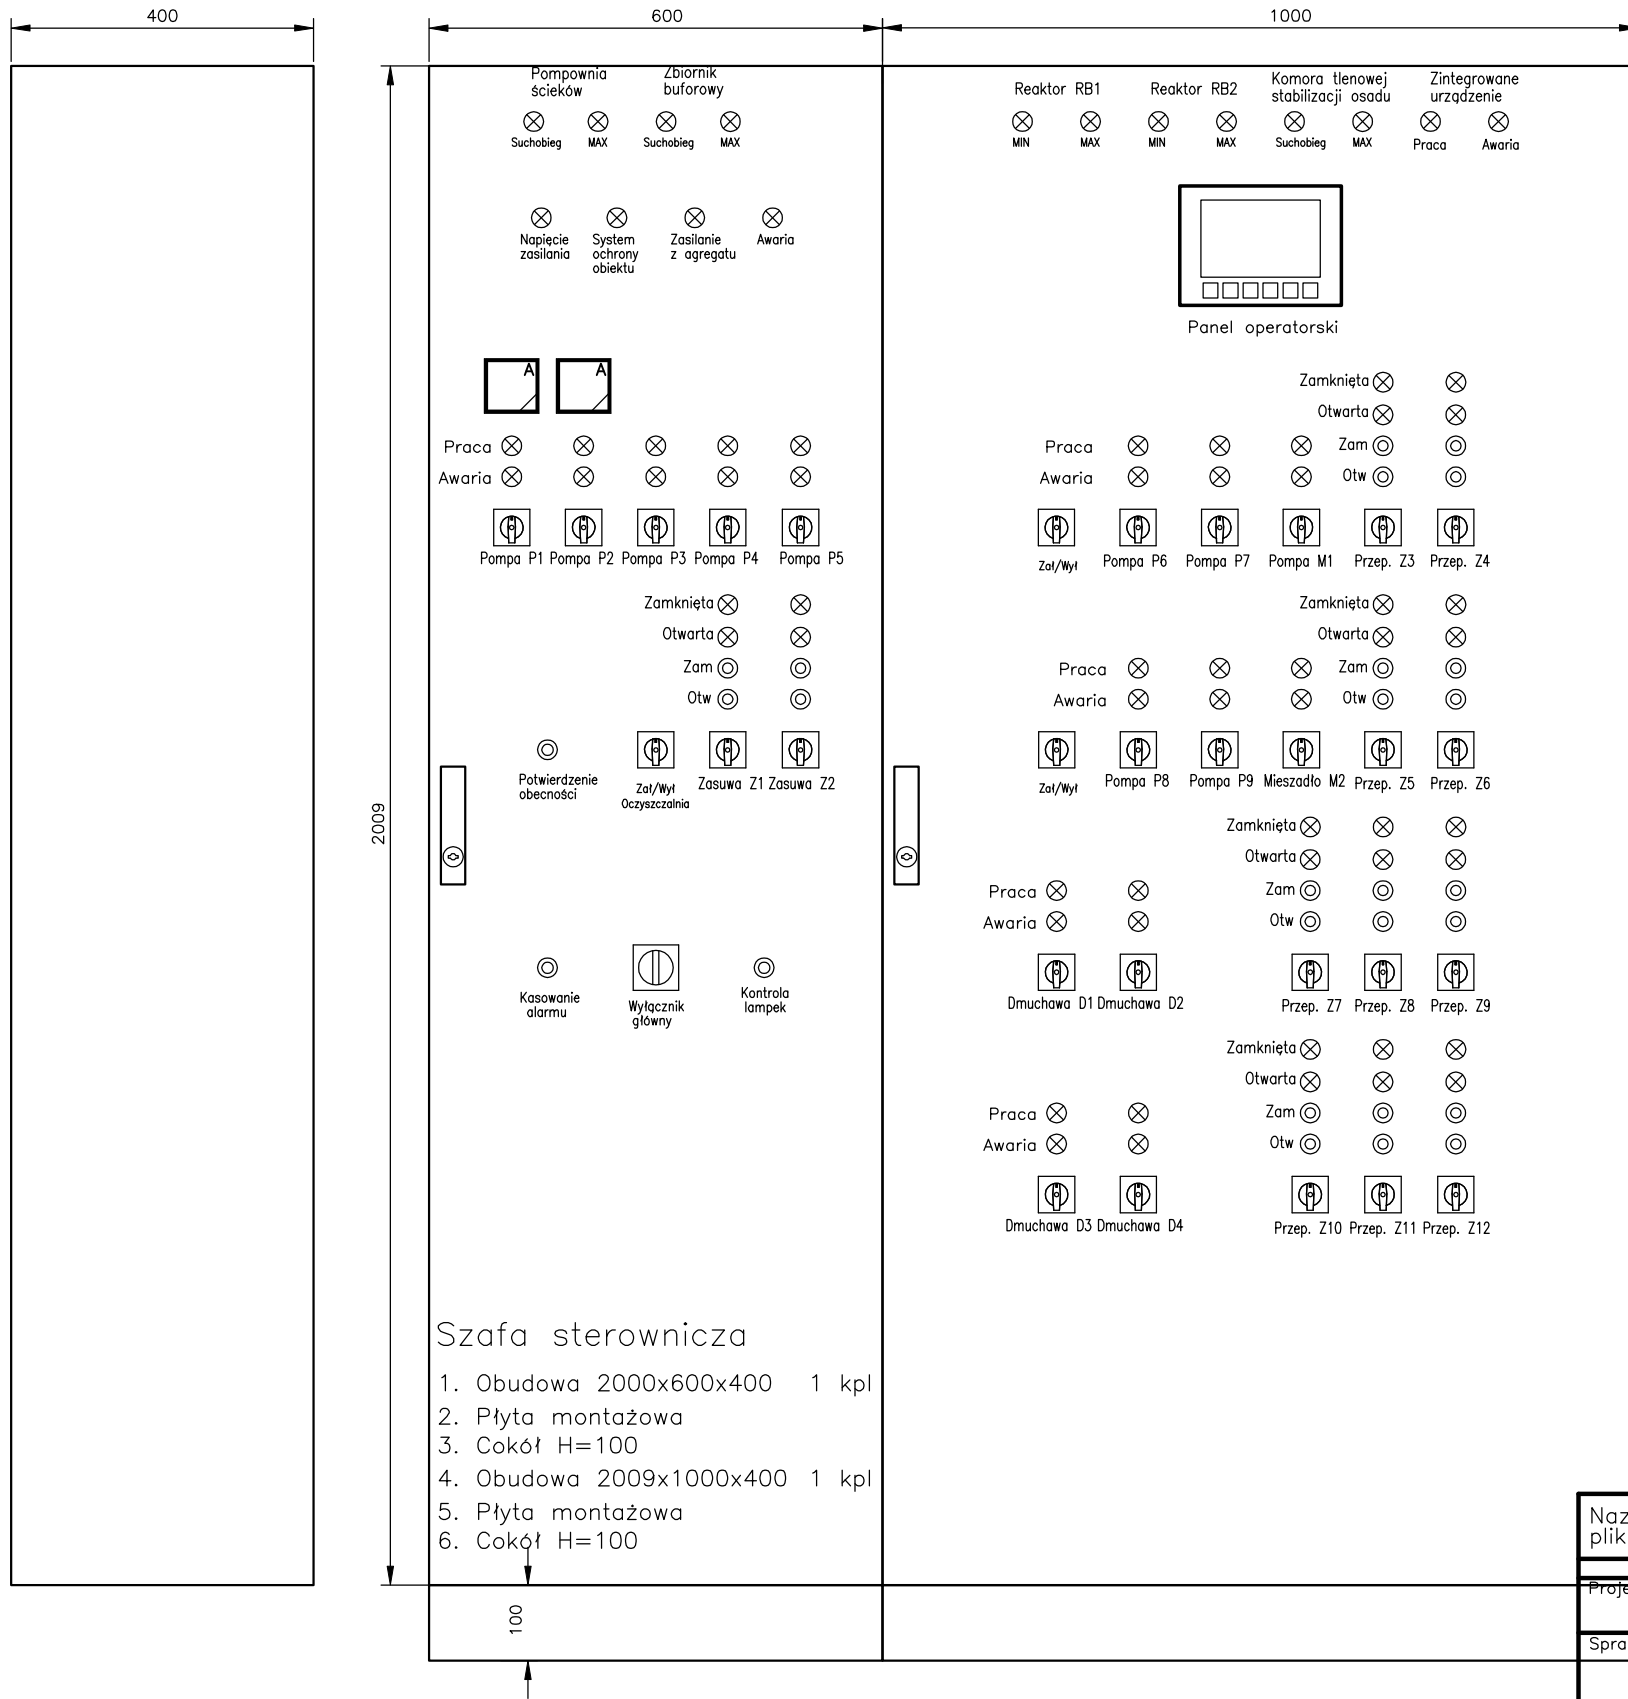 400
600
1000
Pompownia
ścieków
Zbiornik
buforowy
Suchobieg
MAX
Suchobieg
MAX
Reaktor RB1
Reaktor RB2
Komora tlenowej
stabilizacji osadu
Zintegrowane
urządzenie
MIN
MAX
MIN
MAX
Suchobieg
MAX
Praca
Awaria
Napięcie
zasilania
System
ochrony
obiektu
Zasilanie
z agregatu
Awaria
Panel operatorski
A
A
Praca
Awaria
Pompa P1
Pompa P2
Pompa P3
Pompa P4
Pompa P5
Zamknięta
Otwarta
Zam
Otw
Praca
Awaria
Zał/Wył
Pompa P6
Pompa P7
Pompa M1
Przep. Z3
Przep. Z4
Zamknięta
Otwarta
Zam
Otw
Potwierdzenie
obecności
Zał/Wył
Oczyszczalnia
Zasuwa Z1
Zasuwa Z2
Zamknięta
Otwarta
Zam
Otw
Praca
Awaria
Zał/Wył
Pompa P8
Pompa P9
Mieszadło M2
Przep. Z5
Przep. Z6
2009
Zamknięta
Otwarta
Zam
Otw
Praca
Awaria
Dmuchawa D1
Dmuchawa D2
Przep. Z7
Przep. Z8
Przep. Z9
Kasowanie
alarmu
Wyłącznik
główny
Kontrola
lampek
Zamknięta
Otwarta
Zam
Otw
Praca
Awaria
Dmuchawa D3
Dmuchawa D4
Przep. Z10
Przep. Z11
Przep. Z12
Szafa sterownicza
1. Obudowa 2000x600x400 1 kpl
2. Płyta montażowa
3. Cokół H=100
4. Obudowa 2009x1000x400 1 kpl
5. Płyta montażowa
6. Cokół H=100
100
Naz
plik
Proje
Spra